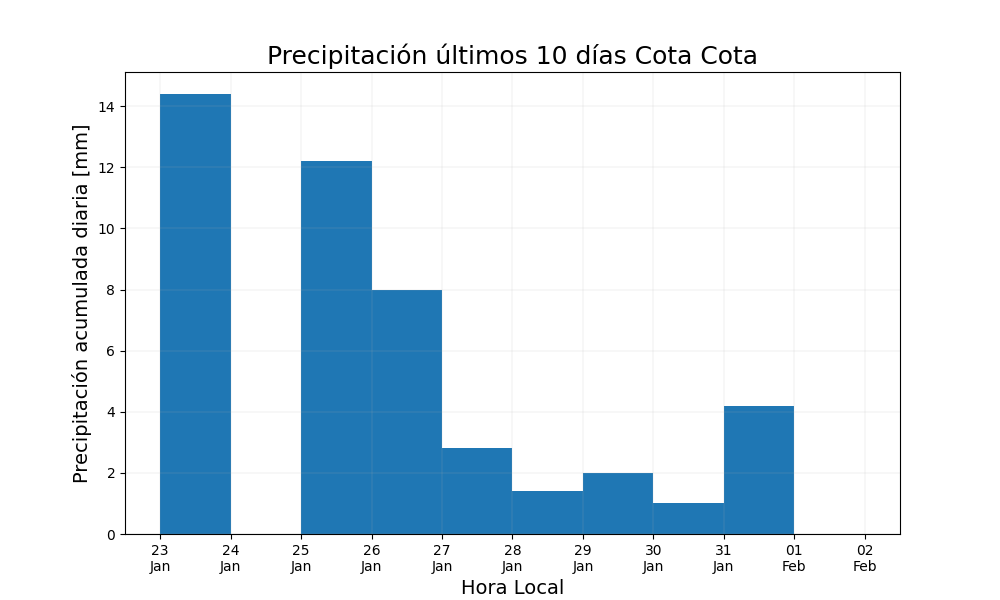 Precipitación últimos 10 días Cota Cota
Precipitación acumulada diaria [mm]
14
12
10
8
6
4
2
0
23 24 25 26 27 28 29 30 31 01 02
Jan Jan Jan Jan Jan Jan Jan Jan Jan Feb Feb
Hora Local